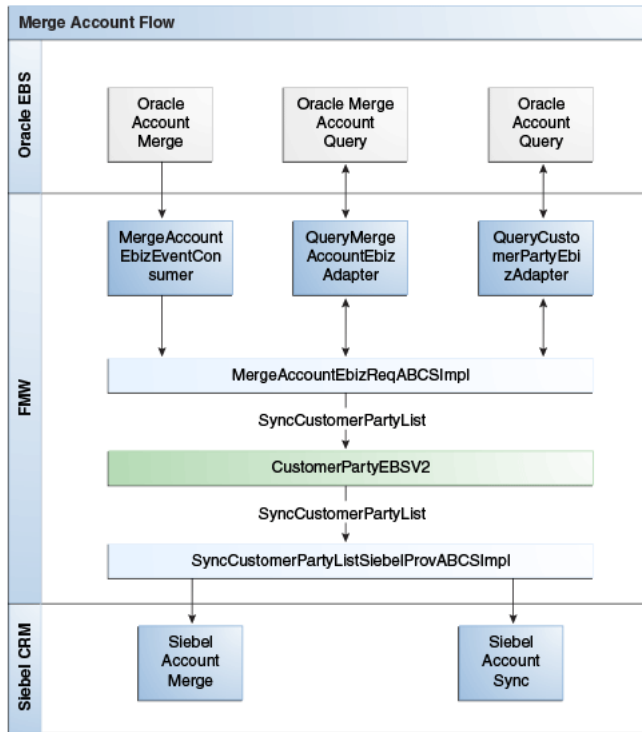 Merge Account Flow
Oracle EBS
Oracle
Account
Merge
Oracle Merge
Account
Query
Oracle
Account
Query
FMW
MergeAccount
EbizEventCon
sumer
QueryMerge
AccountEbiz
Adapter
QueryCusto
merPartyEbi
zAdapter
MergeAccountEbizReqABCSImpl
SyncCustomerPartyList
CustomerPartyEBSV2
SyncCustomerPartyList
SyncCustomerPartyListSiebelProvABCSImpl
Siebel CRM
Siebel
Account
Merge
Siebel
Account
Sync